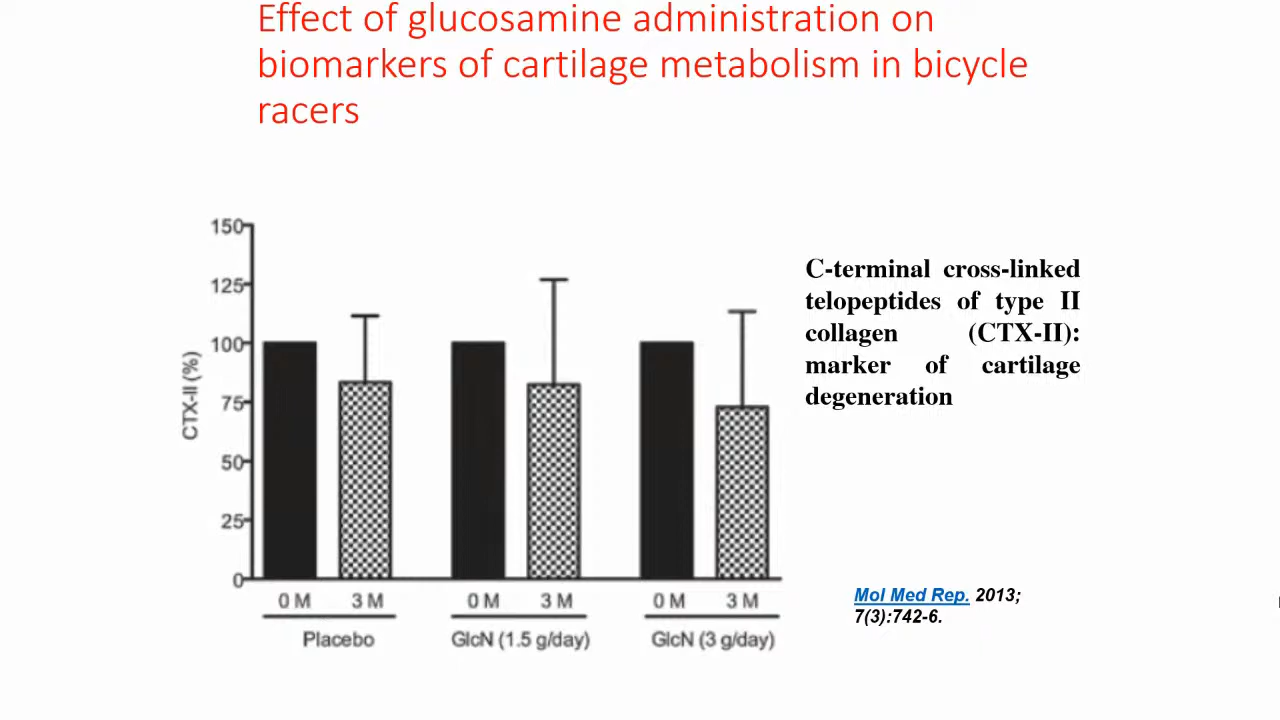 Effect of glucosamine administration on
biomarkers of cartilage metabolism in bicycle
racers
150
125
100
75
50
25
0
CTX-II (%)
0 M 3 M 0 M 3 M 0 M 3 M
Placebo GlcN (1.5 g/day) GlcN (3 g/day)
C-terminal cross-linked
telopeptides of type II
collagen (CTX-II):
marker of cartilage
degeneration
Mol Med Rep. 2013;
7(3):742-6.